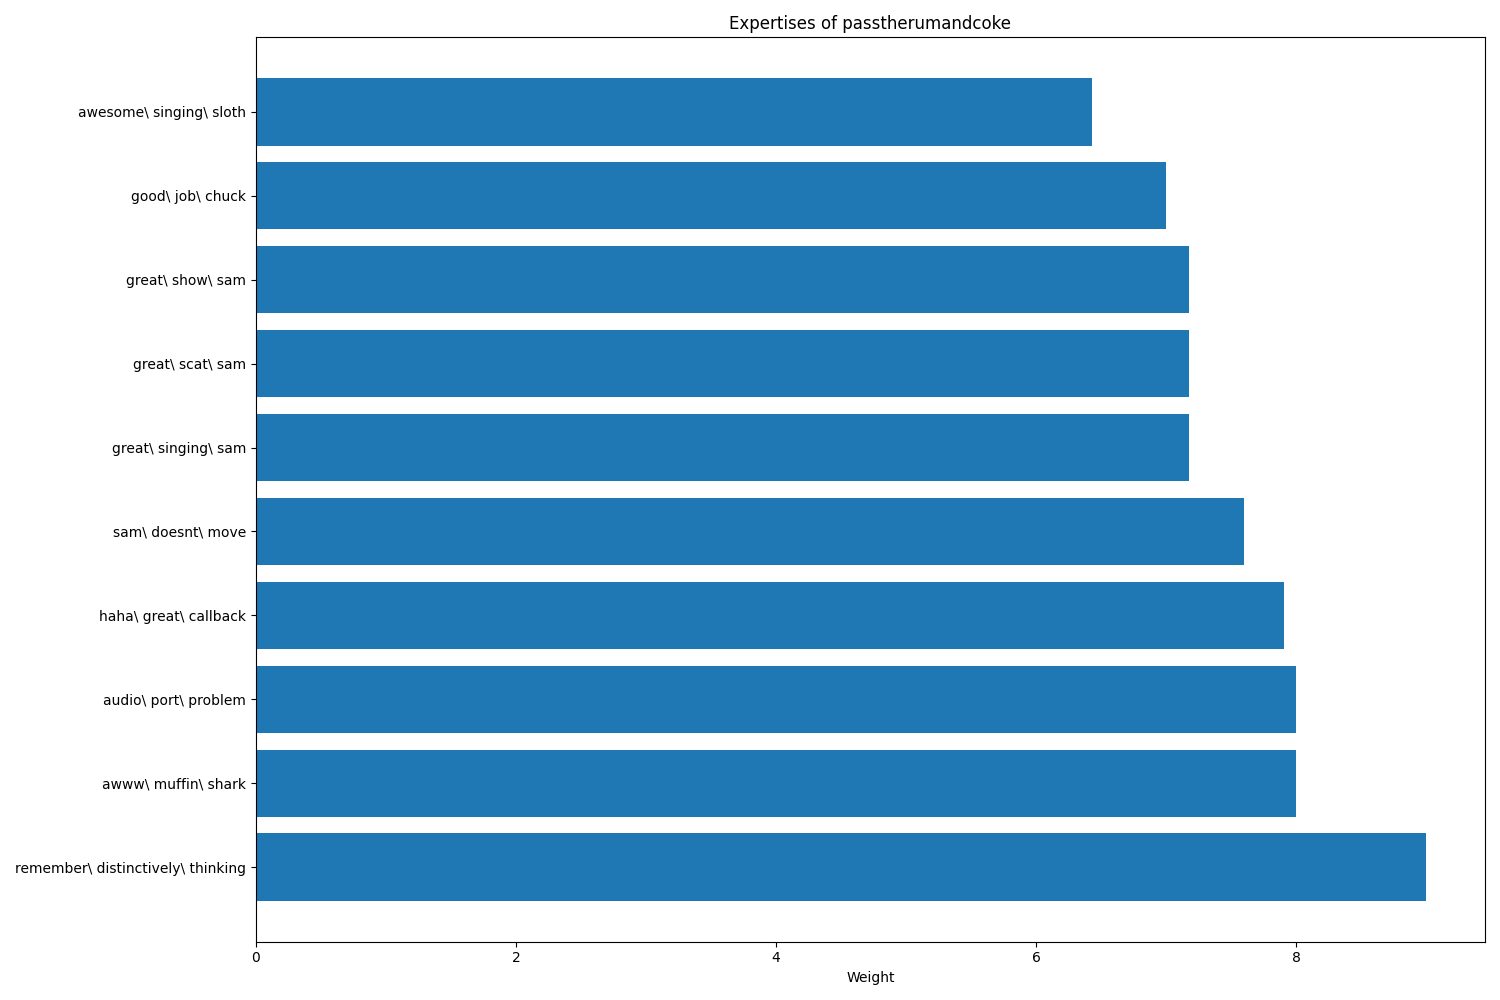 Expertises of passtherumandcoke
awesome\ singing\ sloth
good\ job\ chuck
great\ show\ sam
great\ scat\ sam
great\ singing\ sam
sam\ doesnt\ move
haha\ great\ callback
audio\ port\ problem
awww\ muffin\ shark
remember\ distinctively\ thinking
0 2 4 6 8
Weight